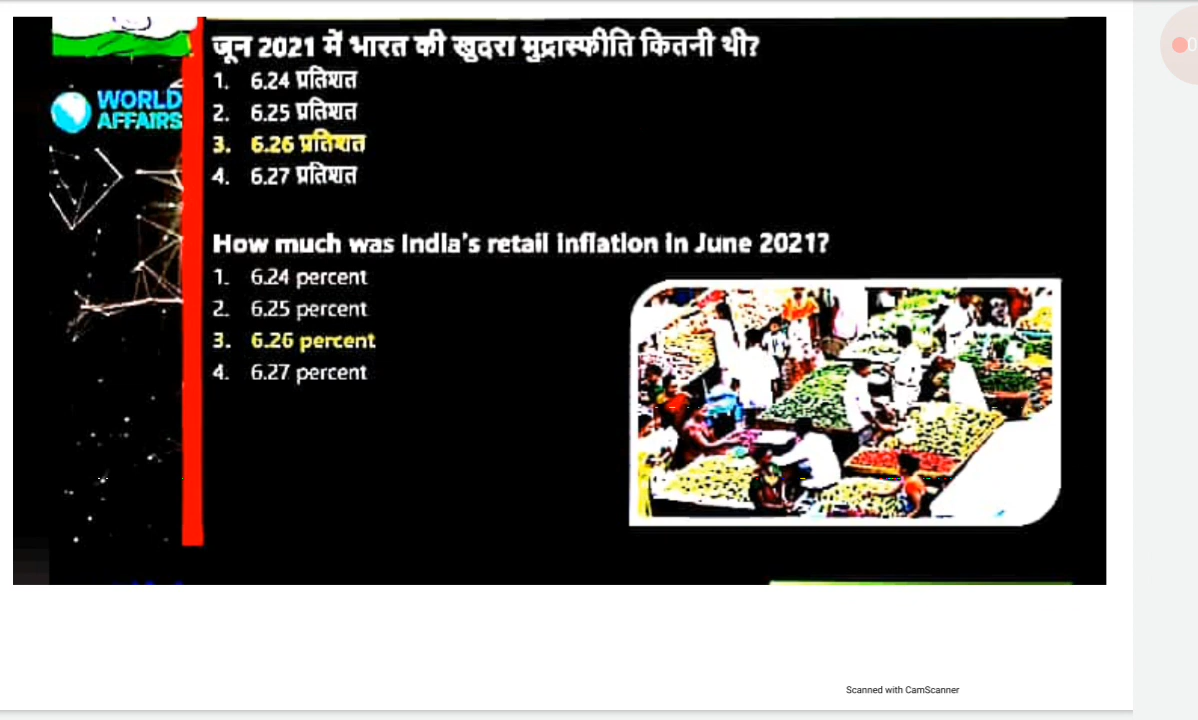 जून 2021 में भारत की खुदरा मुद्रास्फीति कितनी थी?
1. 6.24 प्रतिशत
2. 6.25 प्रतिशत
3. 6.26 प्रतिशत
4. 6.27 प्रतिशत
WORLD
AFFAIRS
How much was India's retail inflation in June 2021?
1. 6.24 percent
2. 6.25 percent
3. 6.26 percent
4. 6.27 percent
Scanned with CamScanner